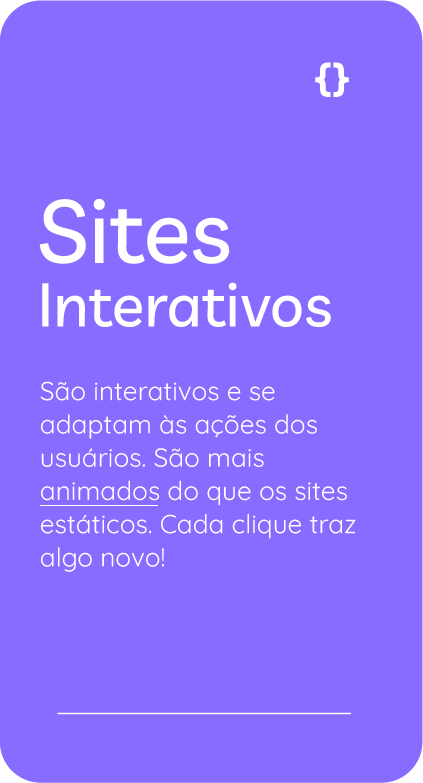 {}
Sites
Interativos
São interativos e se
adaptam às ações dos
usuários. São mais
animados do que os sites
estáticos. Cada clique traz
algo novo!